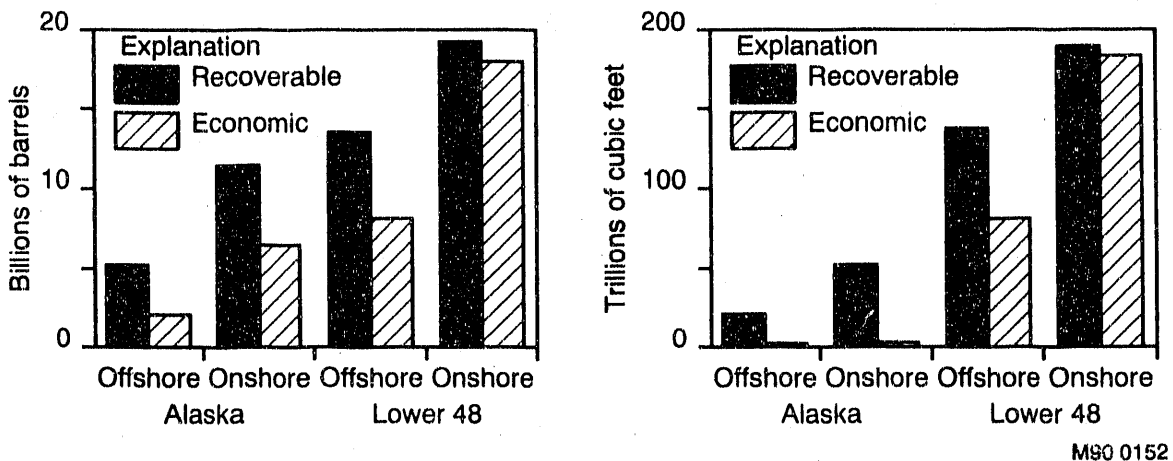 Billions of barrels
20
10
0
Explanation
Recoverable
Economic
Offshore Onshore Offshore Onshore
Alaska Lower 48
Trillions of cubic feet
200
100
0
Explanation
Recoverable
Economic
Offshore Onshore Offshore Onshore
Alaska Lower 48
M90 0152